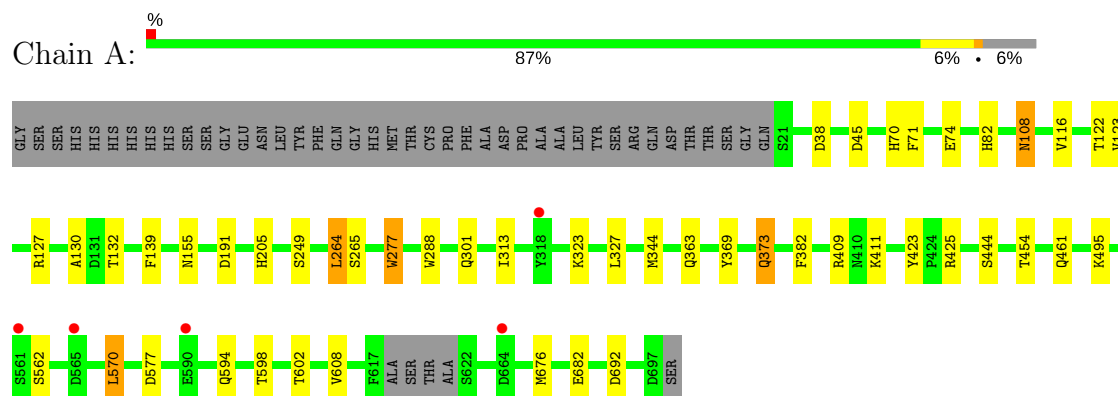 %
Chain A:
87% 6% • 6%
GLY SER SER HIS HIS HIS HIS HIS HIS SER SER GLY GLU ASN LEU TYR PHE GLN GLY HIS MET THR CYS PRO PHE ALA ASP PRO ALA ALA LEU TYR SER ARG GLN ASP THR THR SER GLY GLN S21 D38 D45 H70 F71 E74 H82 N108 V116 T122 V123
R127 A130 D131 T132 F139 N155 D191 H205 S249 L264 S265 W277 W288 Q301 I313 Y318 K323 L327 M344 Q363 Y369 Q373 F382 R409 N410 K411 Y423 P424 R425 S444 T454 Q461 K495
S561 S562 D565 L570 D577 E590 Q594 T598 T602 V608 F617 ALA SER THR ALA S622 D664 M676 E682 D692 D697 SER